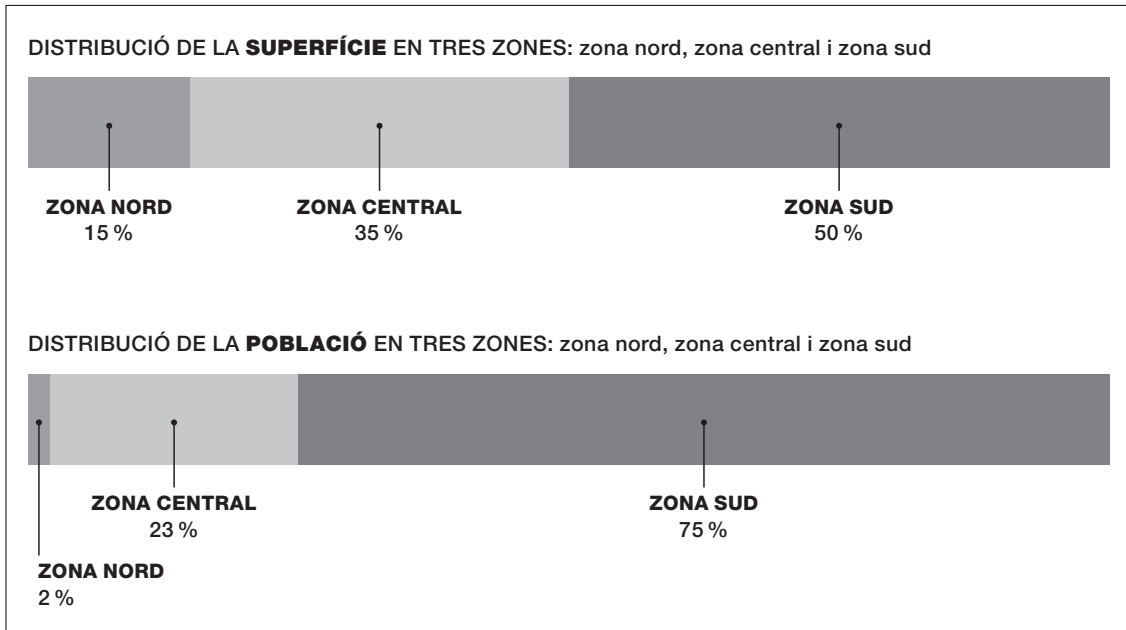 DISTRIBUCIÓ DE LA SUPERFÍCIE EN TRES ZONES: zona nord, zona central i zona sud
ZONA NORD
15 %
ZONA CENTRAL
35 %
ZONA SUD
50 %
DISTRIBUCIÓ DE LA POBLACIÓ EN TRES ZONES: zona nord, zona central i zona sud
ZONA CENTRAL
23 %
ZONA SUD
75 %
ZONA NORD
2 %